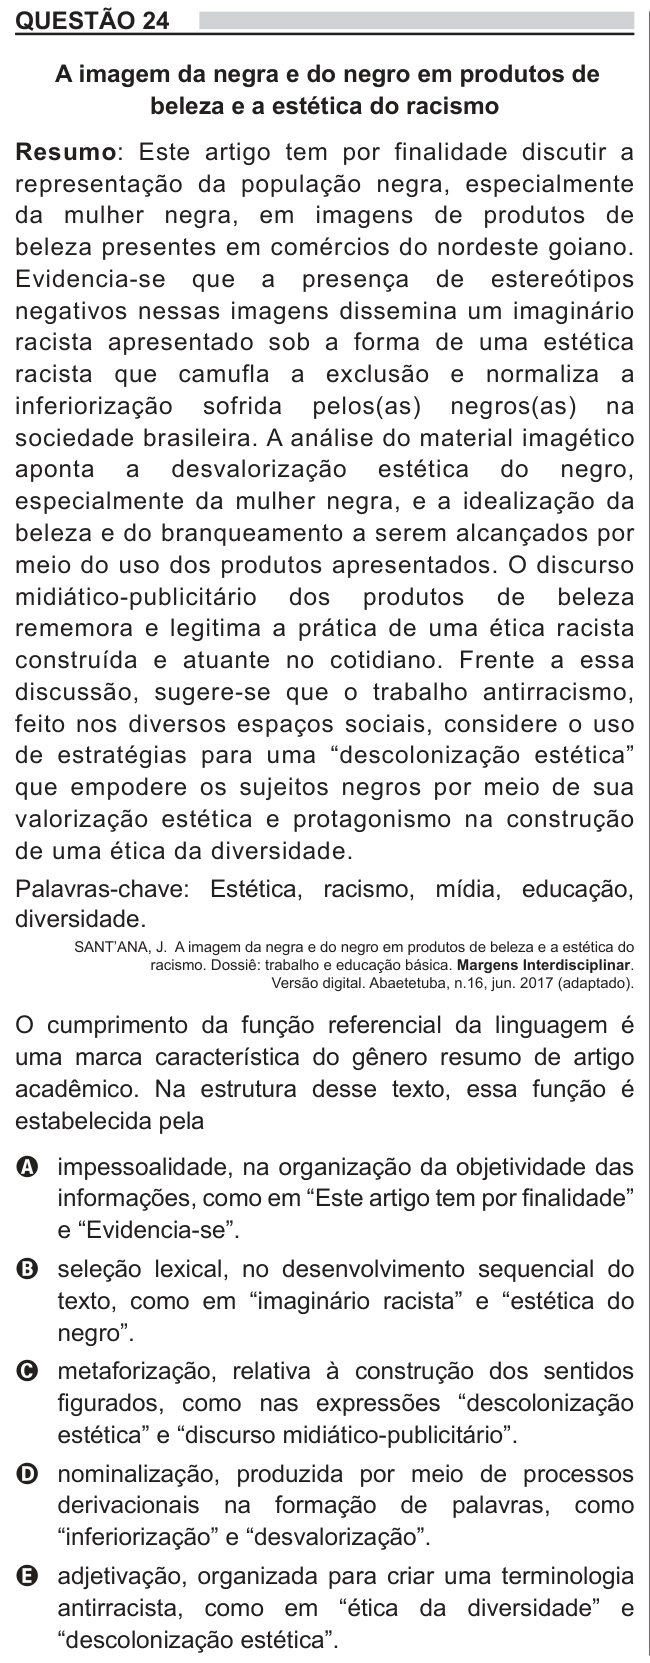 QUESTÃO 24
A imagem da negra e do negro em produtos de
beleza e a estética do racismo
Resumo: Este artigo tem por finalidade discutir a
representação da população negra, especialmente
da mulher negra, em imagens de produtos de
beleza presentes em comércios do nordeste goiano.
Evidencia-se que a presença de estereótipos
negativos nessas imagens dissemina um imaginário
racista apresentado sob a forma de uma estética
racista que camufla a exclusão e normaliza a
inferiorização sofrida pelos(as) negros(as) na
sociedade brasileira. A análise do material imagético
aponta a desvalorização estética do negro,
especialmente da mulher negra, e a idealização da
beleza e do branqueamento a serem alcançados por
meio do uso dos produtos apresentados. O discurso
midiático-publicitário dos produtos de beleza
rememora e legitima a prática de uma ética racista
construída e atuante no cotidiano. Frente a essa
discussão, sugere-se que o trabalho antirracismo,
feito nos diversos espaços sociais, considere o uso
de estratégias para uma “descolonização estética”
que empodere os sujeitos negros por meio de sua
valorização estética e protagonismo na construção
de uma ética da diversidade.
Palavras-chave: Estética, racismo, mídia, educação,
diversidade.
SANT’ANA, J. A imagem da negra e do negro em produtos de beleza e a estética do
racismo. Dossiê: trabalho e educação básica. Margens Interdisciplinar.
Versão digital. Abaetetuba, n.16, jun. 2017 (adaptado).
O cumprimento da função referencial da linguagem é
uma marca característica do gênero resumo de artigo
acadêmico. Na estrutura desse texto, essa função é
estabelecida pela
A impessoalidade, na organização da objetividade das
informações, como em “Este artigo tem por finalidade”
e “Evidencia-se”.
B seleção lexical, no desenvolvimento sequencial do
texto, como em “imaginário racista” e “estética do
negro”.
C metaforização, relativa à construção dos sentidos
figurados, como nas expressões “descolonização
estética” e “discurso midiático-publicitário”.
D nominalização, produzida por meio de processos
derivacionais na formação de palavras, como
“inferiorização” e “desvalorização”.
E adjetivação, organizada para criar uma terminologia
antirracista, como em “ética da diversidade” e
“descolonização estética”.